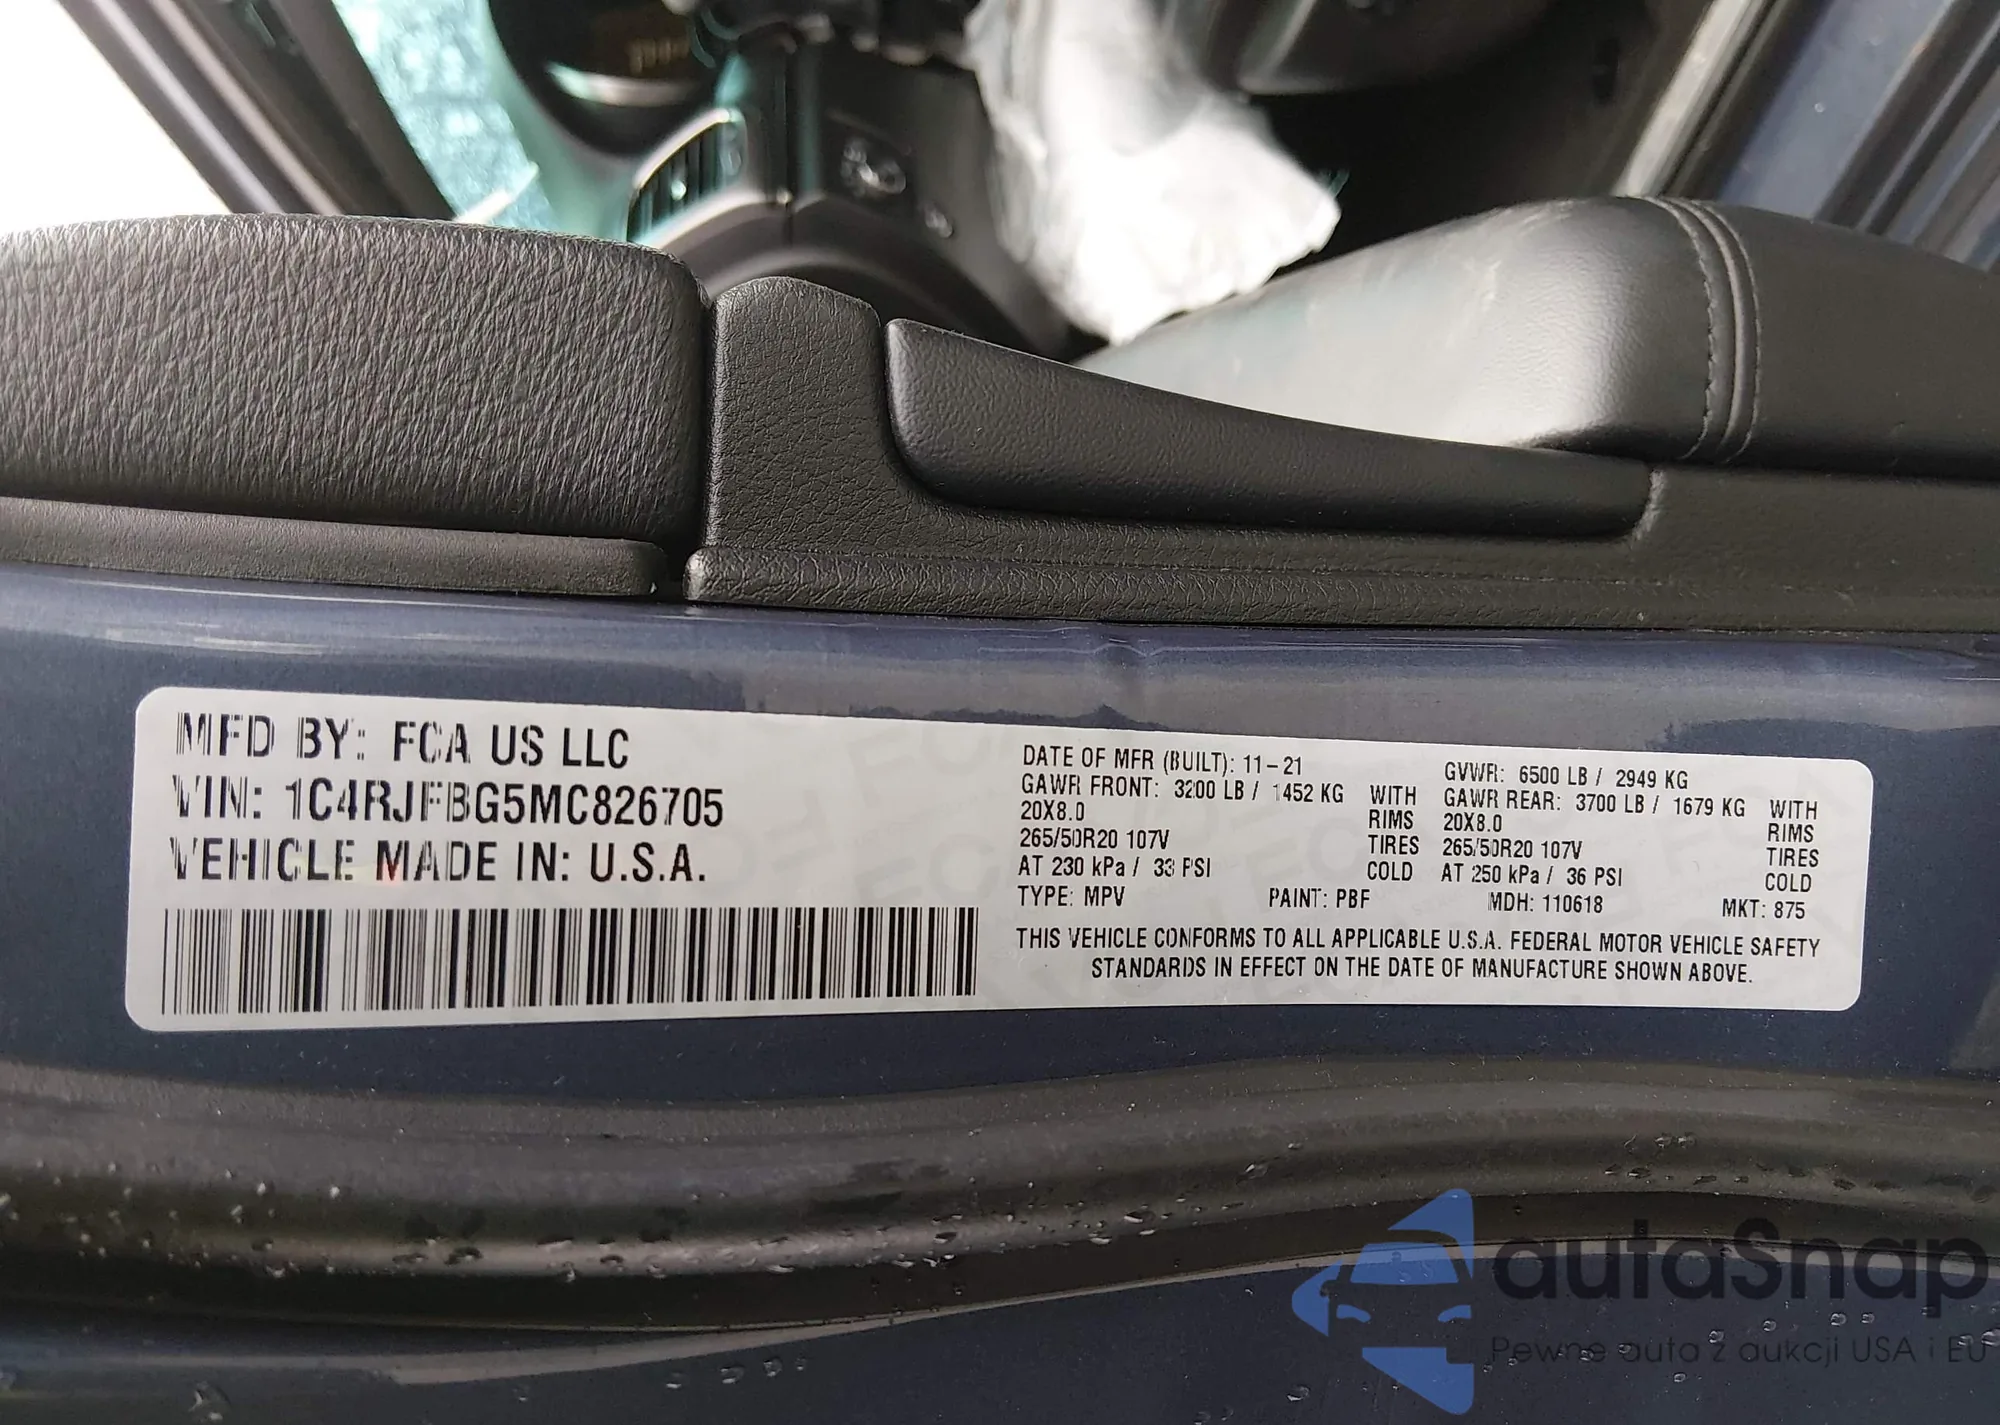 MFD BY: FCA US LLC
VIN: 1C4RJFBG5MC826705
VEHICLE MADE IN: U.S.A.
DATE OF MFR (BUILT): 11-21 GVWR: 6500 LB / 2949 KG
GAWR FRONT: 3200 LB / 1452 KG WITH GAWR REAR: 3700 LB / 1679 KG WITH
20X8.0 RIMS 20X8.0 RIMS
265/50R20 107V TIRES 265/50R20 107V TIRES
AT 230 kPa / 33 PSI COLD AT 250 kPa / 36 PSI COLD
TYPE: MPV PAINT: PBF MDH: 110618 MKT: 875
THIS VEHICLE CONFORMS TO ALL APPLICABLE U.S.A. FEDERAL MOTOR VEHICLE SAFETY
STANDARDS IN EFFECT ON THE DATE OF MANUFACTURE SHOWN ABOVE.
autaSnap
Pewne auta z aukcji USA i EU